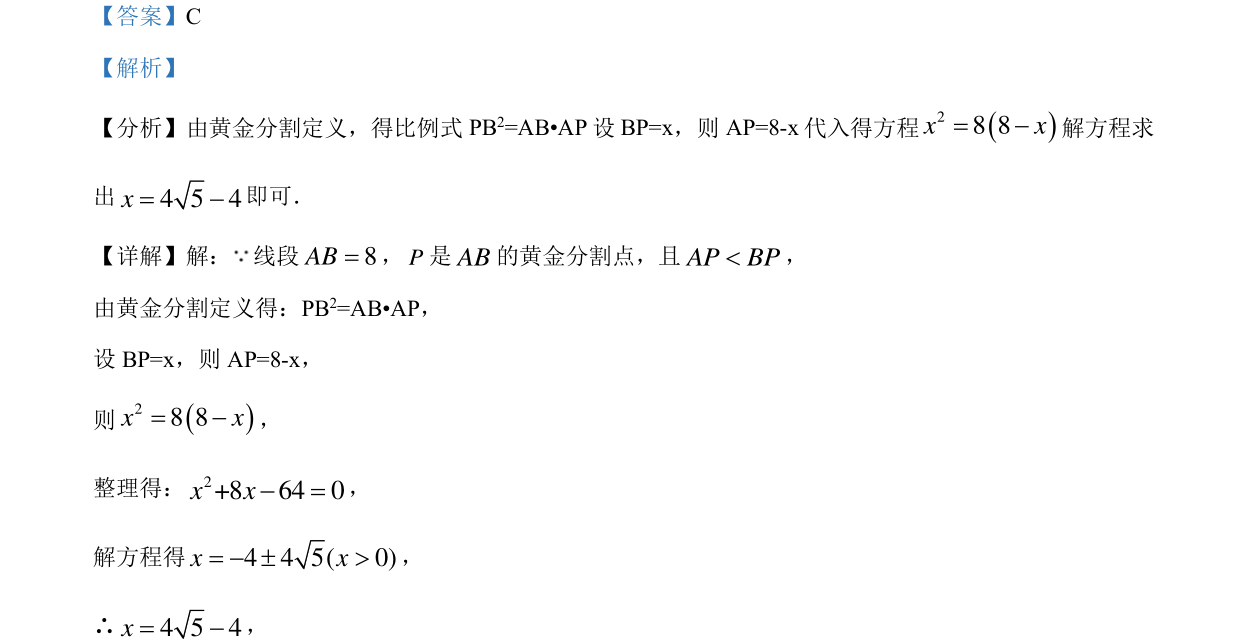 【答案】C
【解析】
【分析】由黄金分割定义，得比例式 PB²=AB•AP 设 BP=x，则 AP=8-x 代入得方程 x² =8(8−x) 解方程求
出 x=4√5−4 即可．
【详解】解：∵线段 AB=8，P 是 AB 的黄金分割点，且 AP<BP，
由黄金分割定义得：PB²=AB•AP，
设 BP=x，则 AP=8-x，
则 x² =8(8−x)，
整理得：x²+8x−64=0，
解方程得 x=−4±4√5(x>0)，
∴ x=4√5−4，